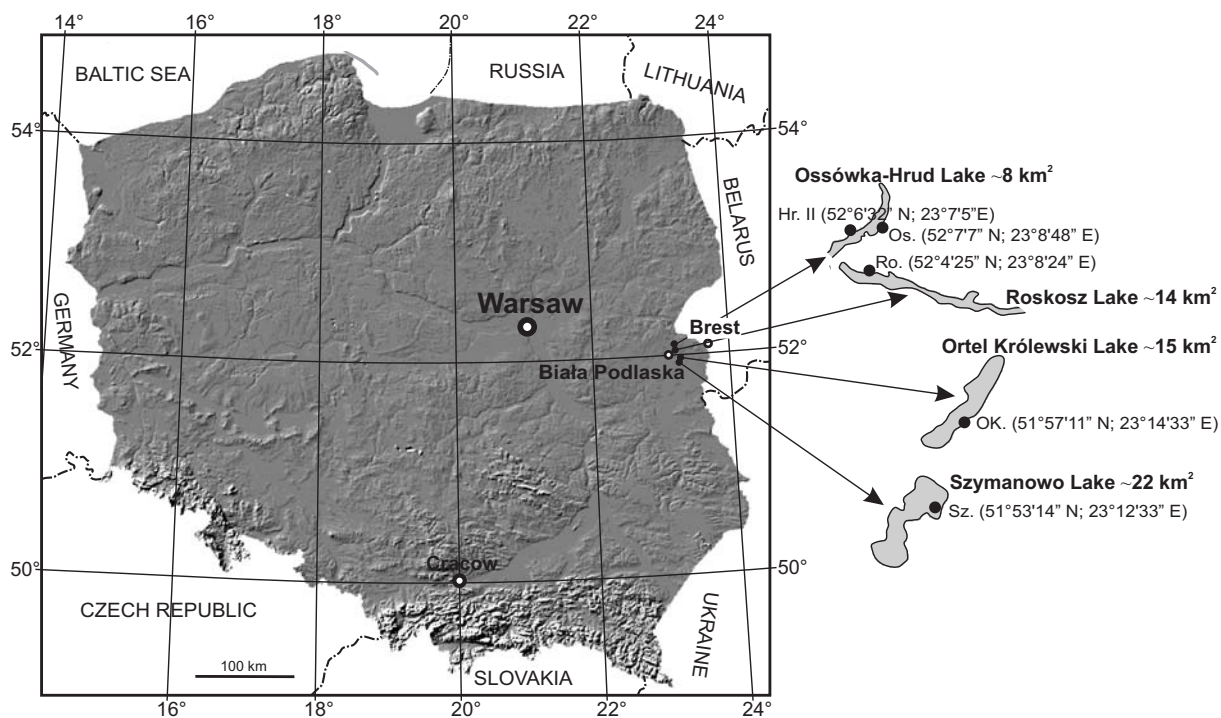 14°
16°
18°
20°
22°
24°
BALTIC SEA
RUSSIA
LITHUANIA
54°
54°
BELARUS
Ossówka-Hrud Lake ~8 km²
Hr. II (52°6'32” N; 23°7'5”E)
Os. (52°7'7” N; 23°8'48” E)
Ro. (52°4'25” N; 23°8'24” E)
Roskosz Lake ~14 km²
GERMANY
Warsaw
Brest
52°
52°
Biała Podlaska
Ortel Królewski Lake ~15 km²
OK. (51°57'11” N; 23°14'33” E)
Szymanowo Lake ~22 km²
Sz. (51°53'14” N; 23°12'33” E)
50°
50°
Cracow
CZECH REPUBLIC
UKRAINE
100 km
SLOVAKIA
16°
18°
20°
22°
24°